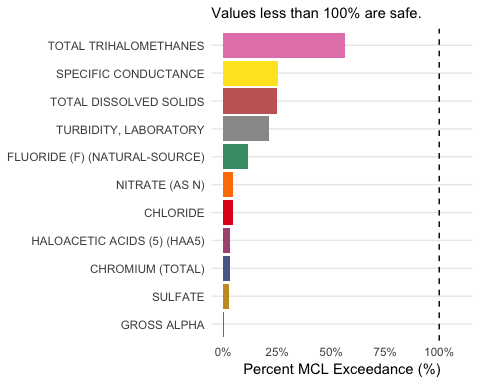 Values less than 100% are safe.
TOTAL TRIHALOMETHANES
SPECIFIC CONDUCTANCE
TOTAL DISSOLVED SOLIDS
TURBIDITY, LABORATORY
FLUORIDE (F) (NATURAL-SOURCE)
NITRATE (AS N)
CHLORIDE
HALOACETIC ACIDS (5) (HAA5)
CHROMIUM (TOTAL)
SULFATE
GROSS ALPHA
0% 25% 50% 75% 100%
Percent MCL Exceedance (%)